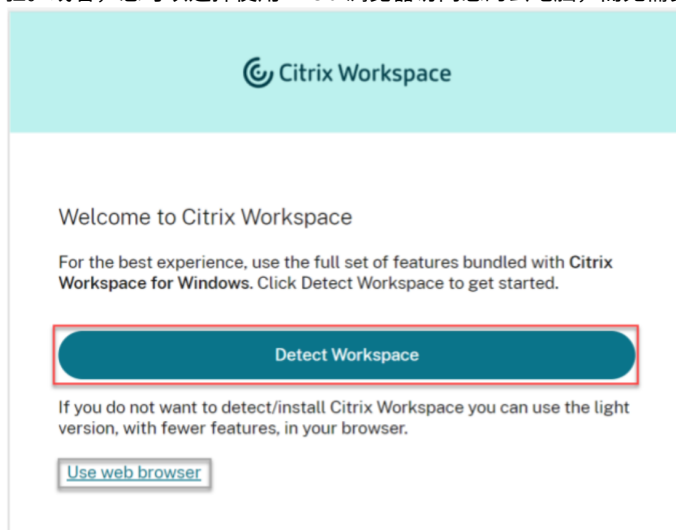 Citrix Workspace
Welcome to Citrix Workspace
For the best experience, use the full set of features bundled with Citrix
Workspace for Windows. Click Detect Workspace to get started.
Detect Workspace
If you do not want to detect/install Citrix Workspace you can use the light
version, with fewer features, in your browser.
Use web browser